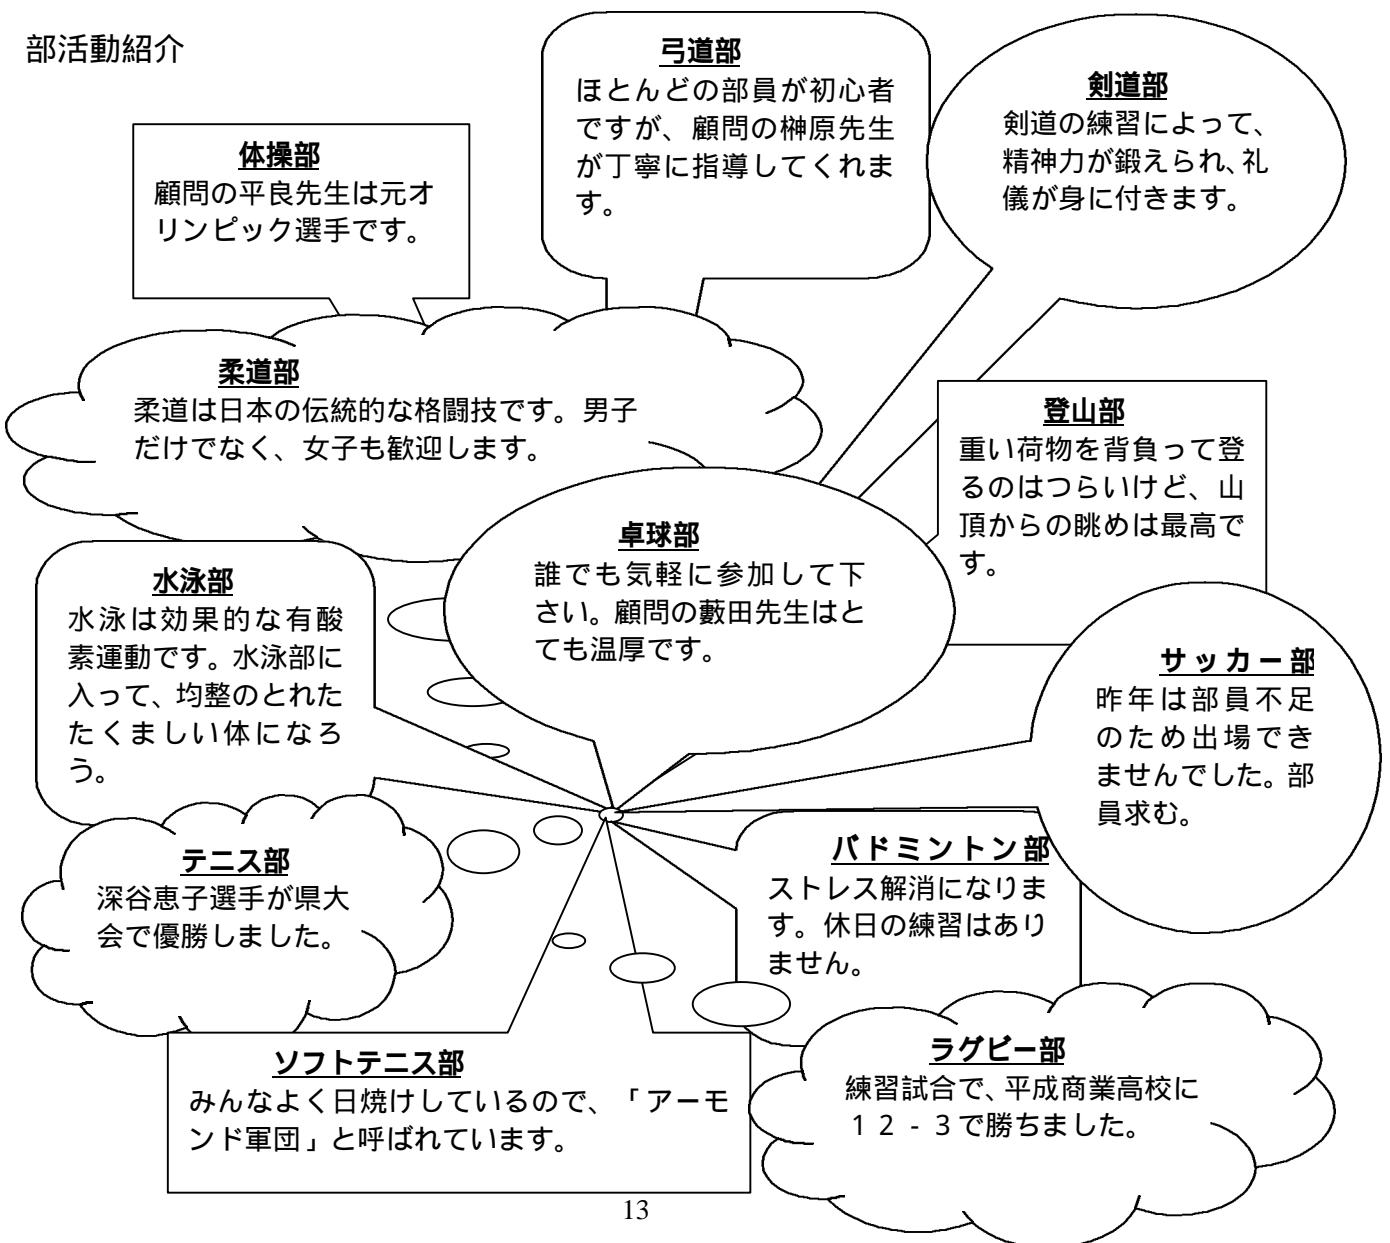 部活動紹介
弓道部
ほとんどの部員が初心者
ですが、顧問の榊原先生
が丁寧に指導してくれま
す。
剣道部
剣道の練習によって、
精神力が鍛えられ、礼
儀が身に付きます。
体操部
顧問の平良先生は元オ
リンピック選手です。
柔道部
柔道は日本の伝統的な格闘技です。男子
だけでなく、女子も歓迎します。
登山部
重い荷物を背負って登
るのはつらいけど、山
頂からの眺めは最高で
す。
卓球部
誰でも気軽に参加して下
さい。顧問の藪田先生はと
ても温厚です。
水泳部
水泳は効果的な有酸
素運動です。水泳部に
入って、均整のとれた
たくましい体になろ
う。
サッカー部
昨年は部員不足
のため出場でき
ませんでした。部
員求む。
テニス部
深谷恵子選手が県大
会で優勝しました。
バドミントン部
ストレス解消になりま
す。休日の練習はあり
ません。
ソフトテニス部
みんなよく日焼けしているので、「アーモ
ンド軍団」と呼ばれています。
ラグビー部
練習試合で、平成商業高校に
12-3で勝ちました。
13